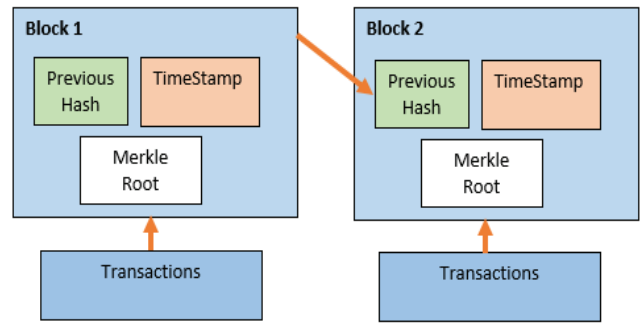 Block 1
Previous
Hash
TimeStamp
Merkle
Root
Transactions
Block 2
Previous
Hash
TimeStamp
Merkle
Root
Transactions